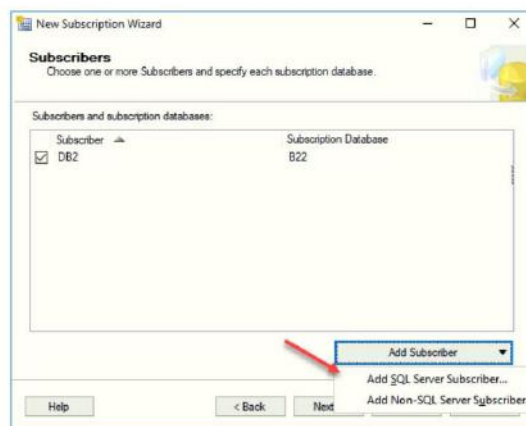 New Subscription Wizard
Subscribers
Choose one or more Subscribers and specify each subscription database.
Subscribers and subscription databases:
Subscriber Subscription Database
DB2 B22
Add Subscriber
Add SQL Server Subscriber...
Add Non-SQL Server Subscriber
Help < Back Next